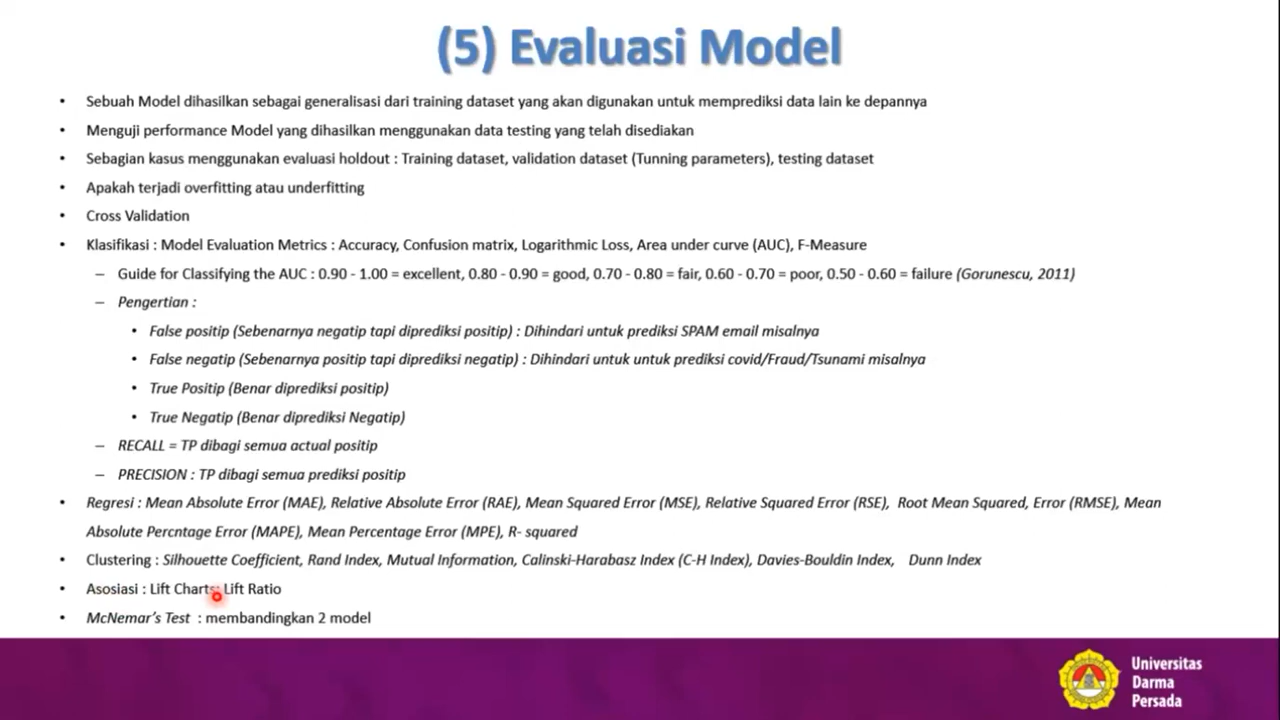 (5) Evaluasi Model
• Sebuah Model dihasilkan sebagai generalisasi dari training dataset yang akan digunakan untuk memprediksi data lain ke depannya
• Menguji performance Model yang dihasilkan menggunakan data testing yang telah disediakan
• Sebagian kasus menggunakan evaluasi holdout : Training dataset, validation dataset (Tunning parameters), testing dataset
• Apakah terjadi overfitting atau underfitting
• Cross Validation
• Klasifikasi : Model Evaluation Metrics : Accuracy, Confusion matrix, Logarithmic Loss, Area under curve (AUC), F-Measure
– Guide for Classifying the AUC : 0.90 - 1.00 = excellent, 0.80 - 0.90 = good, 0.70 - 0.80 = fair, 0.60 - 0.70 = poor, 0.50 - 0.60 = failure (Gorunescu, 2011)
– Pengertian :
• False positip (Sebenarnya negatip tapi diprediksi positip) : Dihindari untuk prediksi SPAM email misalnya
• False negatip (Sebenarnya positip tapi diprediksi negatip) : Dihindari untuk untuk prediksi covid/Fraud/Tsunami misalnya
• True Positip (Benar diprediksi positip)
• True Negatip (Benar diprediksi Negatip)
– RECALL = TP dibagi semua actual positip
– PRECISION : TP dibagi semua prediksi positip
• Regresi : Mean Absolute Error (MAE), Relative Absolute Error (RAE), Mean Squared Error (MSE), Relative Squared Error (RSE), Root Mean Squared, Error (RMSE), Mean
Absolute Percntage Error (MAPE), Mean Percentage Error (MPE), R- squared
• Clustering : Silhouette Coefficient, Rand Index, Mutual Information, Calinski-Harabasz Index (C-H Index), Davies-Bouldin Index, Dunn Index
• Asosiasi : Lift Charts: Lift Ratio
• McNemar's Test : membandingkan 2 model
Universitas
Darma
Persada